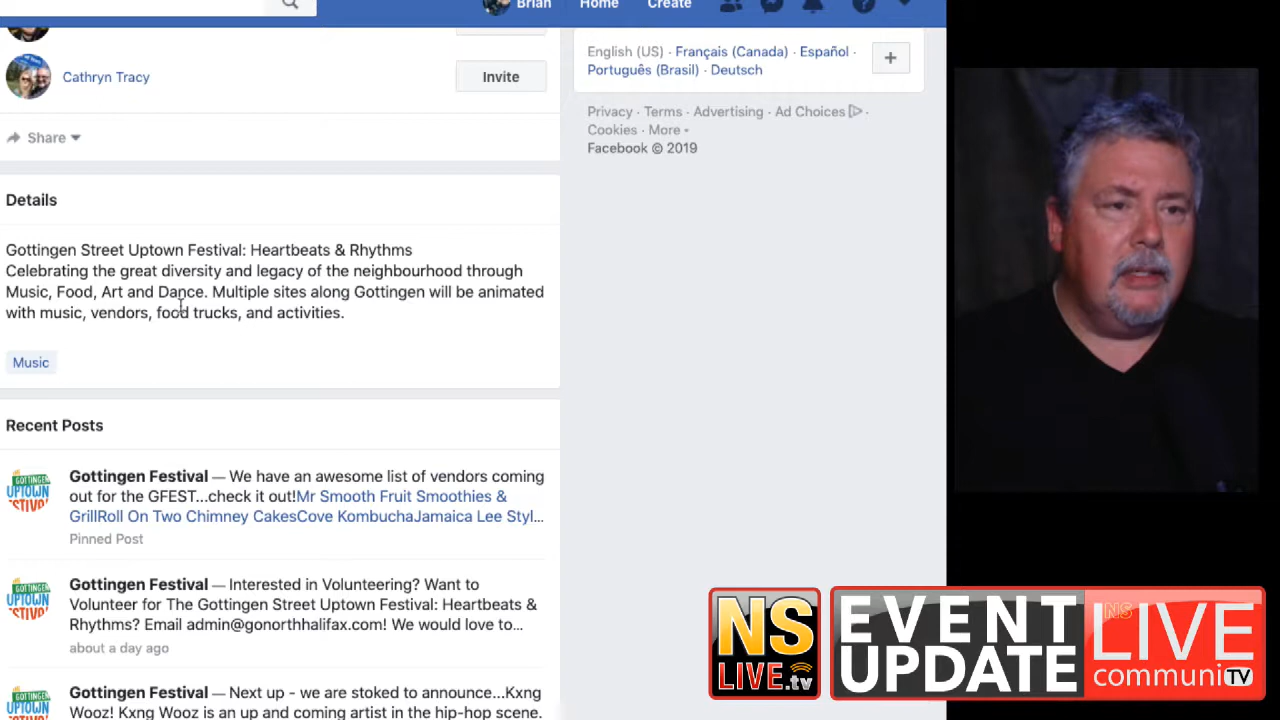 Brian Home Create
English (US) · Français (Canada) · Español ·
Português (Brasil) · Deutsch
Cathryn Tracy
Invite
Privacy · Terms · Advertising · Ad Choices ·
Cookies · More
Facebook © 2019
Share
Details
Gottingen Street Uptown Festival: Heartbeats & Rhythms
Celebrating the great diversity and legacy of the neighbourhood through
Music, Food, Art and Dance. Multiple sites along Gottingen will be animated
with music, vendors, food trucks, and activities.
Music
Recent Posts
Gottingen Festival — We have an awesome list of vendors coming
out for the GFEST...check it out!Mr Smooth Fruit Smoothies &
GrillRoll On Two Chimney CakesCove KombuchaJamaica Lee Styl...
Pinned Post
Gottingen Festival — Interested in Volunteering? Want to
Volunteer for The Gottingen Street Uptown Festival: Heartbeats &
Rhythms? Email admin@gonorthhalifax.com! We would love to...
about a day ago
Gottingen Festival — Next up - we are stoked to announce...Kxng
Wooz! Kxng Wooz is an up and coming artist in the hip-hop scene.
NS
LIVE.tv
EVENT
UPDATE
NS
LIVE
communiTV